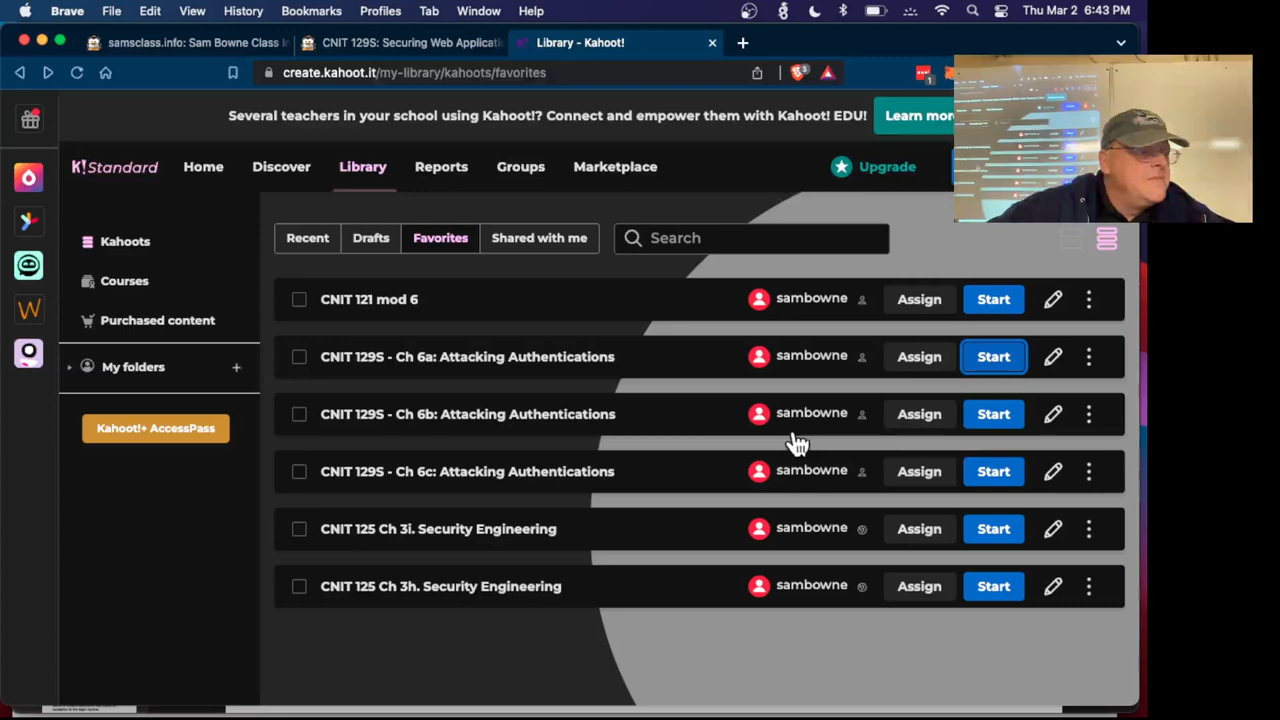 Brave File Edit View History Bookmarks Profiles Tab Window Help Thu Mar 2 6:43 PM
samsclass.info: Sam Bowne Class In CNIT 129S: Securing Web Applicati Library - Kahoot!
create.kahoot.it/my-library/kahoots/favorites 3 1
Several teachers in your school using Kahoot!? Connect and empower them with Kahoot! EDU! Learn more
K!Standard Home Discover Library Reports Groups Marketplace Upgrade
Kahoots
Courses
Purchased content
My folders +
Kahoot!+ AccessPass
Recent Drafts Favorites Shared with me Search
CNIT 121 mod 6 sambowne Assign Start
CNIT 129S - Ch 6a: Attacking Authentications sambowne Assign Start
CNIT 129S - Ch 6b: Attacking Authentications sambowne Assign Start
CNIT 129S - Ch 6c: Attacking Authentications sambowne Assign Start
CNIT 125 Ch 3i. Security Engineering sambowne Assign Start
CNIT 125 Ch 3h. Security Engineering sambowne Assign Start